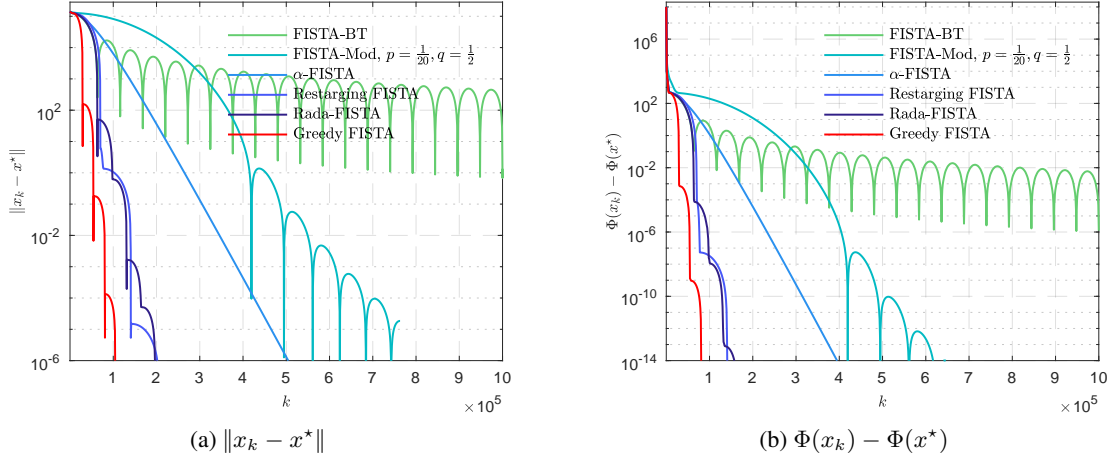 FISTA-BT
FISTA-Mod, p = 1/20, q = 1/2
α-FISTA
Restarging FISTA
Rada-FISTA
Greedy FISTA
10^2
10^-2
10^-6
‖x_k − x^⋆‖
1 2 3 4 5 6 7 8 9 10
k
×10^5
(a) ‖x_k − x^⋆‖
FISTA-BT
FISTA-Mod, p = 1/20, q = 1/2
α-FISTA
Restarging FISTA
Rada-FISTA
Greedy FISTA
10^6
10^2
10^-2
10^-6
10^-10
10^-14
Φ(x_k) − Φ(x^⋆)
1 2 3 4 5 6 7 8 9 10
k
×10^5
(b) Φ(x_k) − Φ(x^⋆)